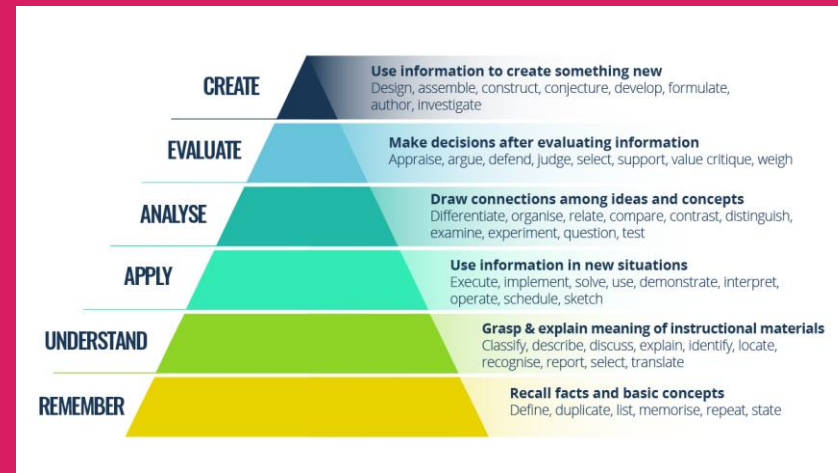 CREATE
Use information to create something new
Design, assemble, construct, conjecture, develop, formulate,
author, investigate
EVALUATE
Make decisions after evaluating information
Appraise, argue, defend, judge, select, support, value critique, weigh
ANALYSE
Draw connections among ideas and concepts
Differentiate, organise, relate, compare, contrast, distinguish,
examine, experiment, question, test
APPLY
Use information in new situations
Execute, implement, solve, use, demonstrate, interpret,
operate, schedule, sketch
UNDERSTAND
Grasp & explain meaning of instructional materials
Classify, describe, discuss, explain, identify, locate,
recognise, report, select, translate
REMEMBER
Recall facts and basic concepts
Define, duplicate, list, memorise, repeat, state